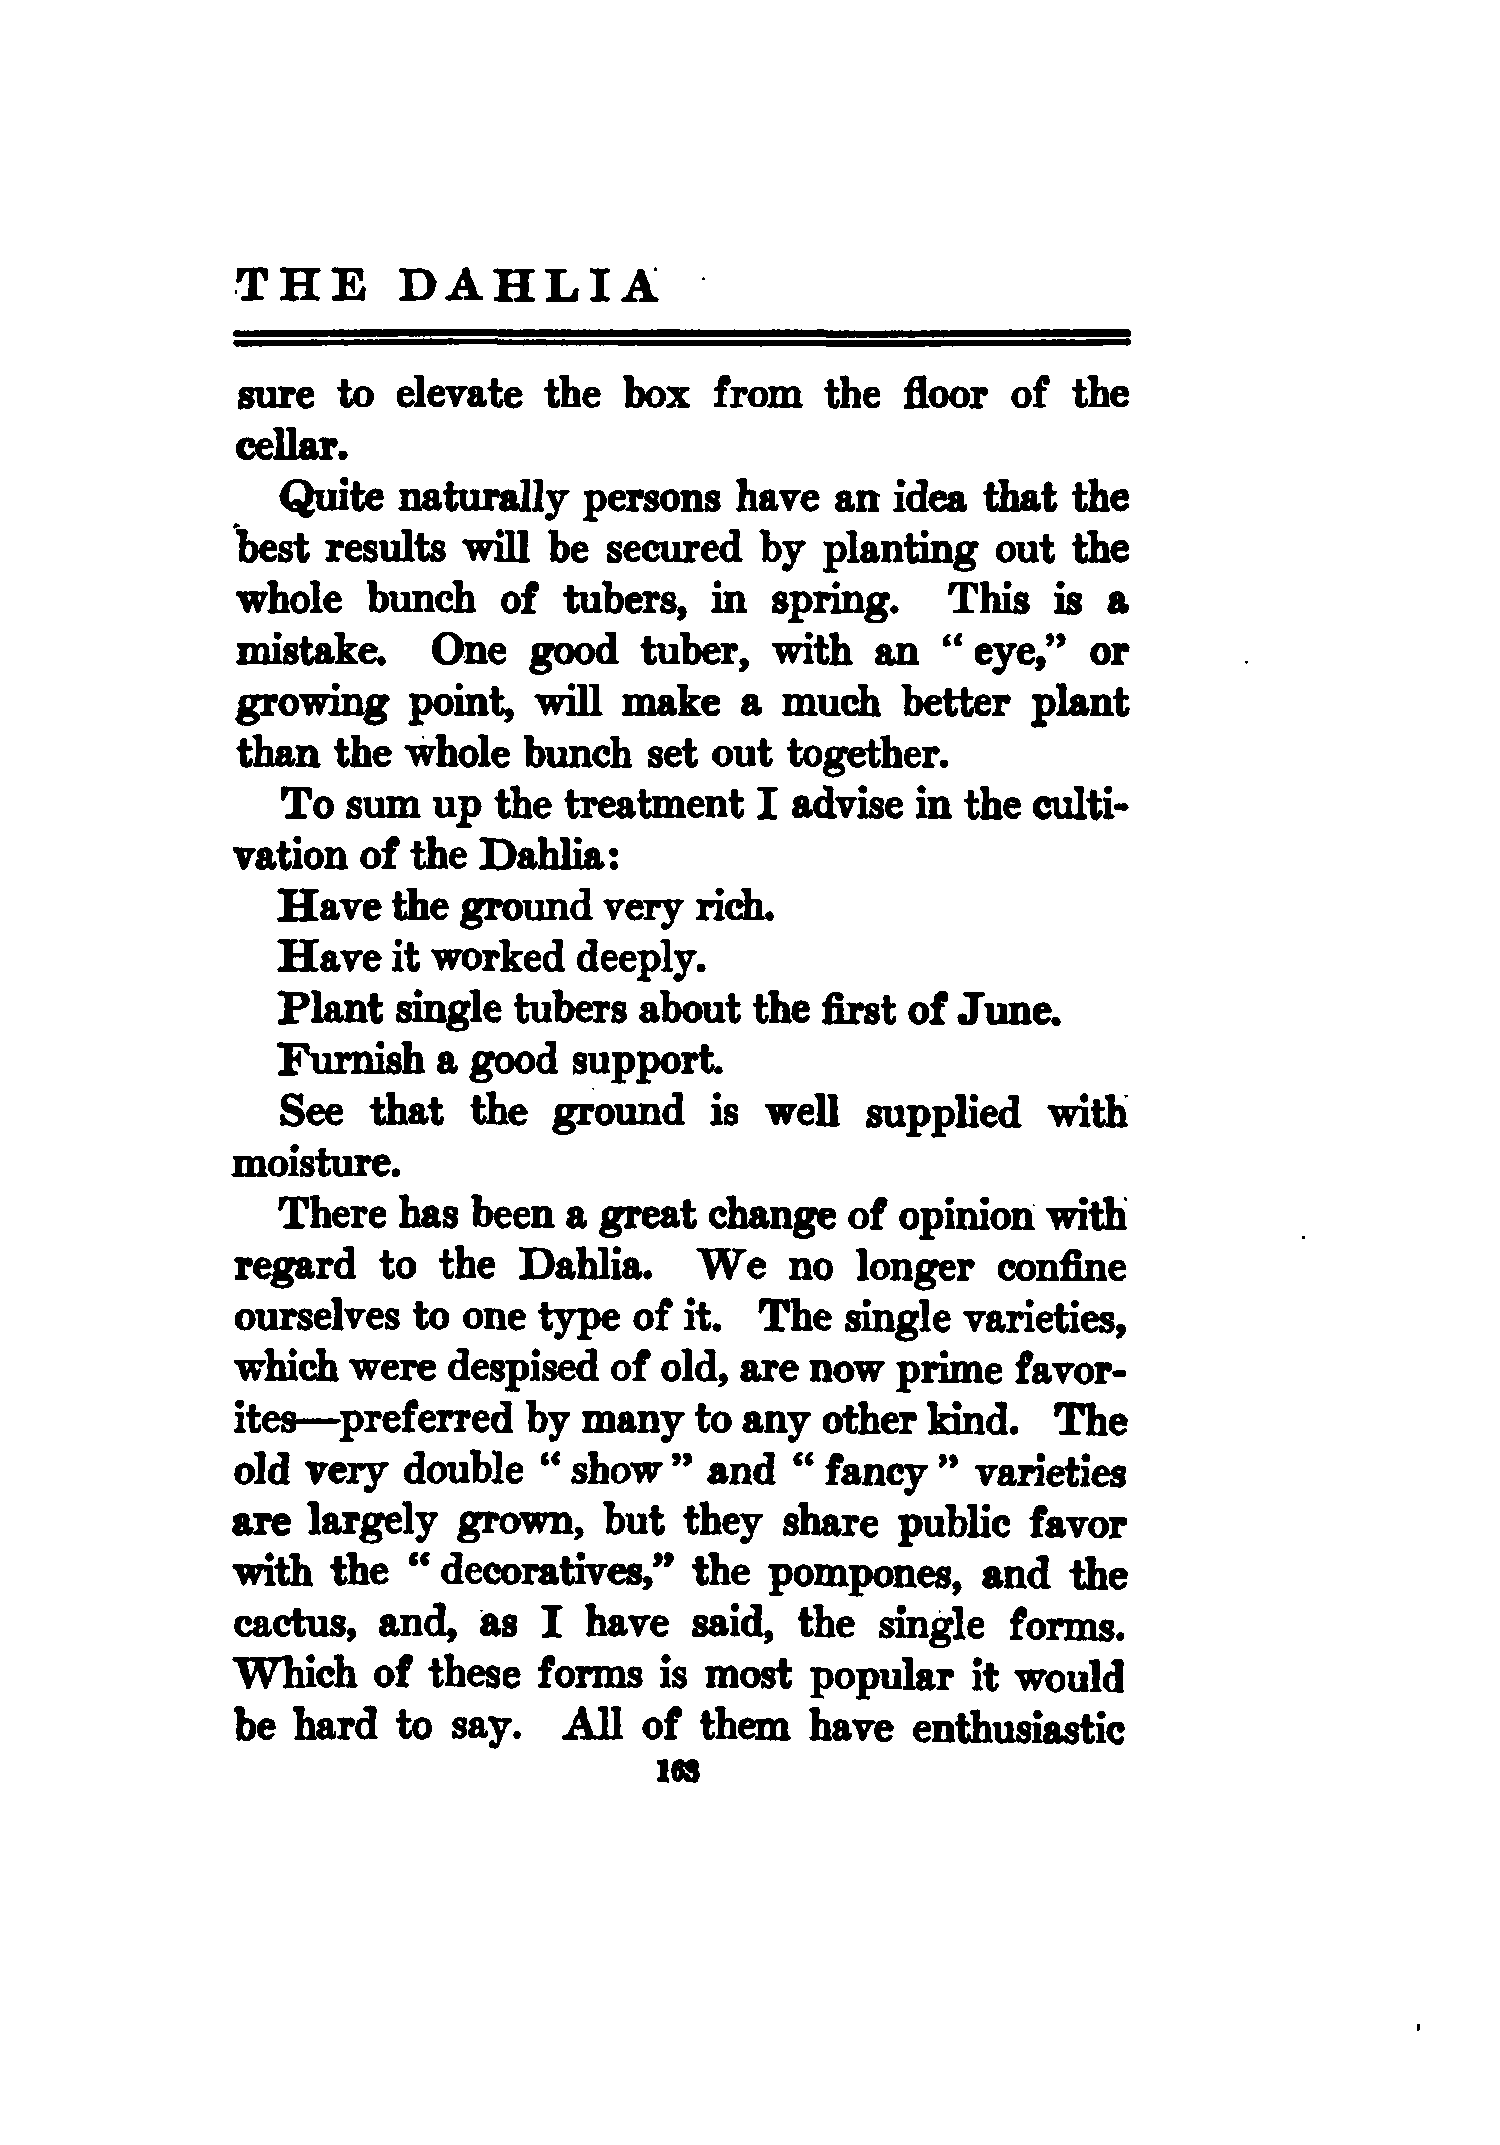 THE DAHLIA
sure to elevate the box from the floor of the
cellar.
Quite naturally persons have an idea that the
best results will be secured by planting out the
whole bunch of tubers, in spring. This is a
mistake. One good tuber, with an “ eye,” or
growing point, will make a much better plant
than the whole bunch set out together.
To sum up the treatment I advise in the culti-
vation of the Dahlia:
Have the ground very rich.
Have it worked deeply.
Plant single tubers about the first of June.
Furnish a good support.
See that the ground is well supplied with
moisture.
There has been a great change of opinion with
regard to the Dahlia. We no longer confine
ourselves to one type of it. The single varieties,
which were despised of old, are now prime favor-
ites—preferred by many to any other kind. The
old very double “ show ” and “ fancy ” varieties
are largely grown, but they share public favor
with the “ decoratives,” the pompones, and the
cactus, and, as I have said, the single forms.
Which of these forms is most popular it would
be hard to say. All of them have enthusiastic
163